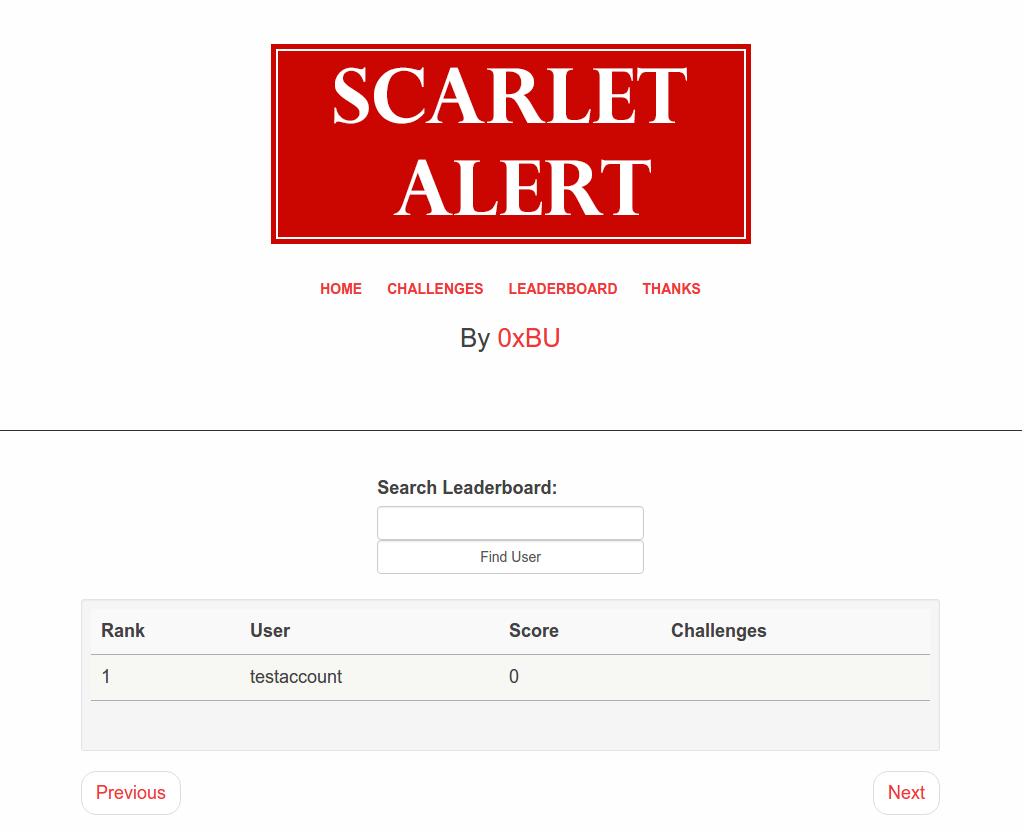 SCARLET
ALERT
HOME CHALLENGES LEADERBOARD THANKS
By 0xBU
Search Leaderboard:
Find User
Rank User Score Challenges
1 testaccount 0
Previous Next